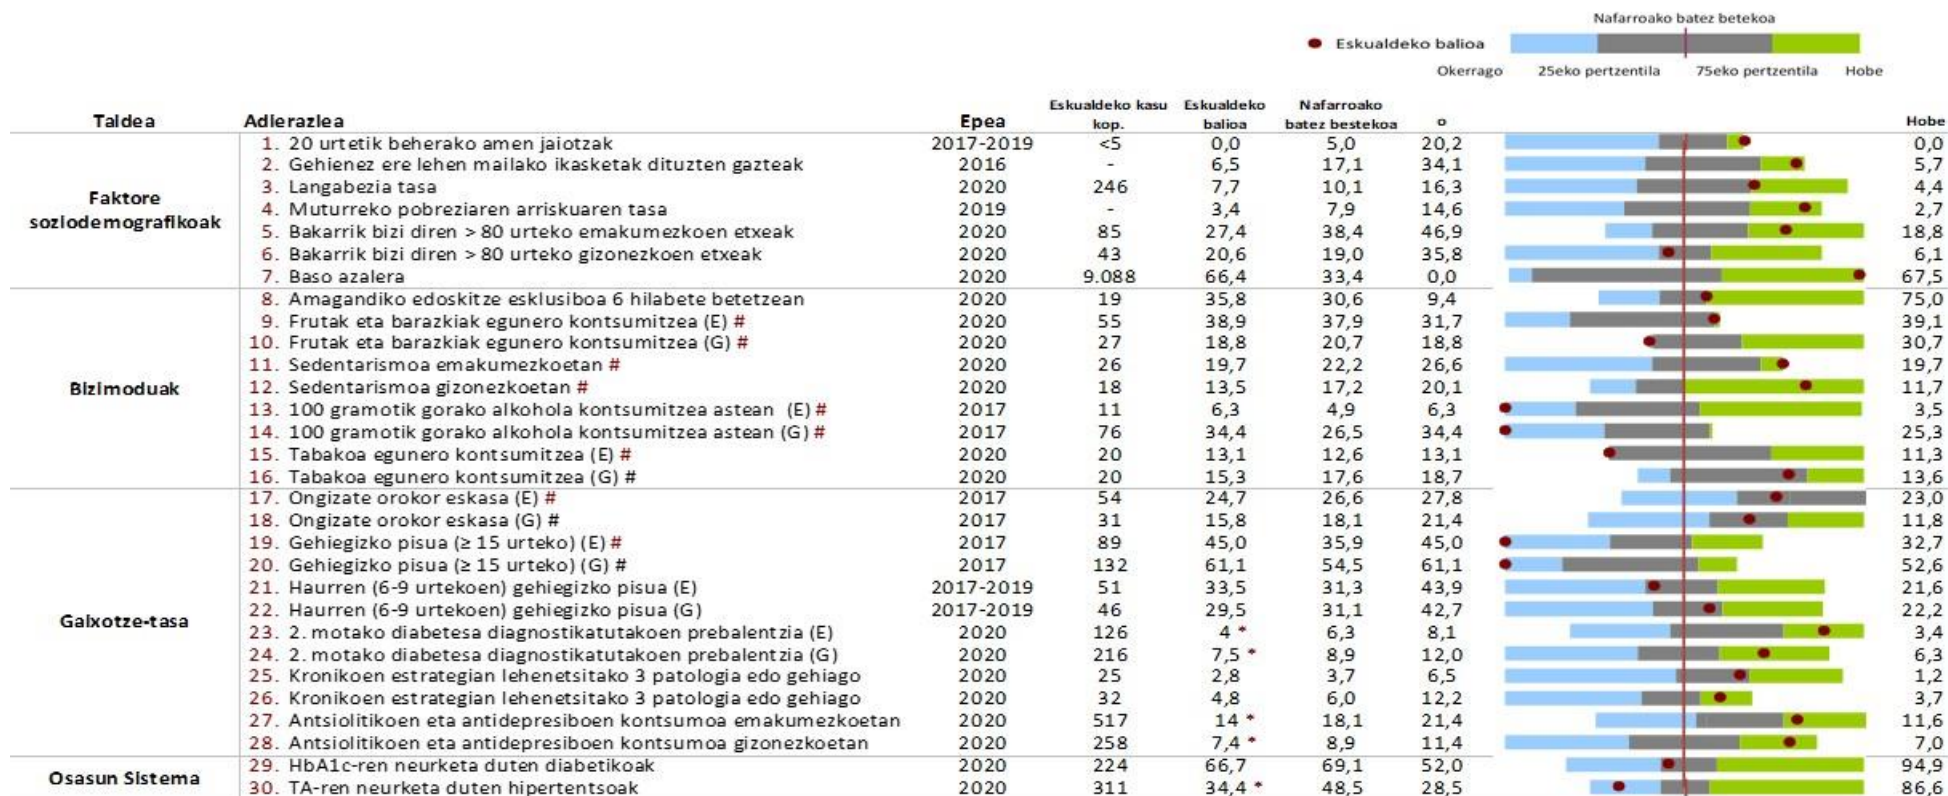 Nafarroako batez betekoa
Eskualdeko balioa
Okerrago 25eko pertzentila 75eko pertzentila Hobe
Taldea Adierazlea Epea Eskualdeko kasu kop. Eskualdeko balioa Nafarroako batez bestekoa o Hobe
Faktore soziodemografikoak
1. 20 urtetik beherako amen jaiotzak 2017-2019 <5 0,0 5,0 20,2 0,0
2. Gehienez ere lehen mailako ikasketak dituzten gazteak 2016 - 6,5 17,1 34,1 5,7
3. Langabezia tasa 2020 246 7,7 10,1 16,3 4,4
4. Muturreko pobreziaren arriskuaren tasa 2019 - 3,4 7,9 14,6 2,7
5. Bakarrik bizi diren > 80 urteko emakumezkoen etxeak 2020 85 27,4 38,4 46,9 18,8
6. Bakarrik bizi diren > 80 urteko gizonezkoen etxeak 2020 43 20,6 19,0 35,8 6,1
7. Baso azalera 2020 9.088 66,4 33,4 0,0 67,5
Bizimoduak
8. Amagandiko edoskitze esklusiboa 6 hilabete betetzean 2020 19 35,8 30,6 9,4 75,0
9. Frutak eta barazkiak egunero kontsumitzea (E) # 2020 55 38,9 37,9 31,7 39,1
10. Frutak eta barazkiak egunero kontsumitzea (G) # 2020 27 18,8 20,7 18,8 30,7
11. Sedentarismoa emakumezkoetan # 2020 26 19,7 22,2 26,6 19,7
12. Sedentarismoa gizonezkoetan # 2020 18 13,5 17,2 20,1 11,7
13. 100 gramotik gorako alkohola kontsumitzea astean (E) # 2017 11 6,3 4,9 6,3 3,5
14. 100 gramotik gorako alkohola kontsumitzea astean (G) # 2017 76 34,4 26,5 34,4 25,3
15. Tabakoa egunero kontsumitzea (E) # 2020 20 13,1 12,6 13,1 11,3
16. Tabakoa egunero kontsumitzea (G) # 2020 20 15,3 17,6 18,7 13,6
Gaixotze-tasa
17. Ongizate orokor eskasa (E) # 2017 54 24,7 26,6 27,8 23,0
18. Ongizate orokor eskasa (G) # 2017 31 15,8 18,1 21,4 11,8
19. Gehiegizko pisua (≥ 15 urteko) (E) # 2017 89 45,0 35,9 45,0 32,7
20. Gehiegizko pisua (≥ 15 urteko) (G) # 2017 132 61,1 54,5 61,1 52,6
21. Haurren (6-9 urtekoen) gehiegizko pisua (E) 2017-2019 51 33,5 31,3 43,9 21,6
22. Haurren (6-9 urtekoen) gehiegizko pisua (G) 2017-2019 46 29,5 31,1 42,7 22,2
23. 2. motako diabetesa diagnostikatutakoen prebalentzia (E) 2020 126 4 * 6,3 8,1 3,4
24. 2. motako diabetesa diagnostikatutakoen prebalentzia (G) 2020 216 7,5 * 8,9 12,0 6,3
25. Kronikoen estrategian lehenetsitako 3 patologia edo gehiago 2020 25 2,8 3,7 6,5 1,2
26. Kronikoen estrategian lehenetsitako 3 patologia edo gehiago 2020 32 4,8 6,0 12,2 3,7
27. Antsiolitikoen eta antidepresiboen kontsumoa emakumezkoetan 2020 517 14 * 18,1 21,4 11,6
28. Antsiolitikoen eta antidepresiboen kontsumoa gizonezkoetan 2020 258 7,4 * 8,9 11,4 7,0
Osasun Sistema
29. HbA1c-ren neurketa duten diabetikoak 2020 224 66,7 69,1 52,0 94,9
30. TA-ren neurketa duten hipertentsoak 2020 311 34,4 * 48,5 28,5 86,6